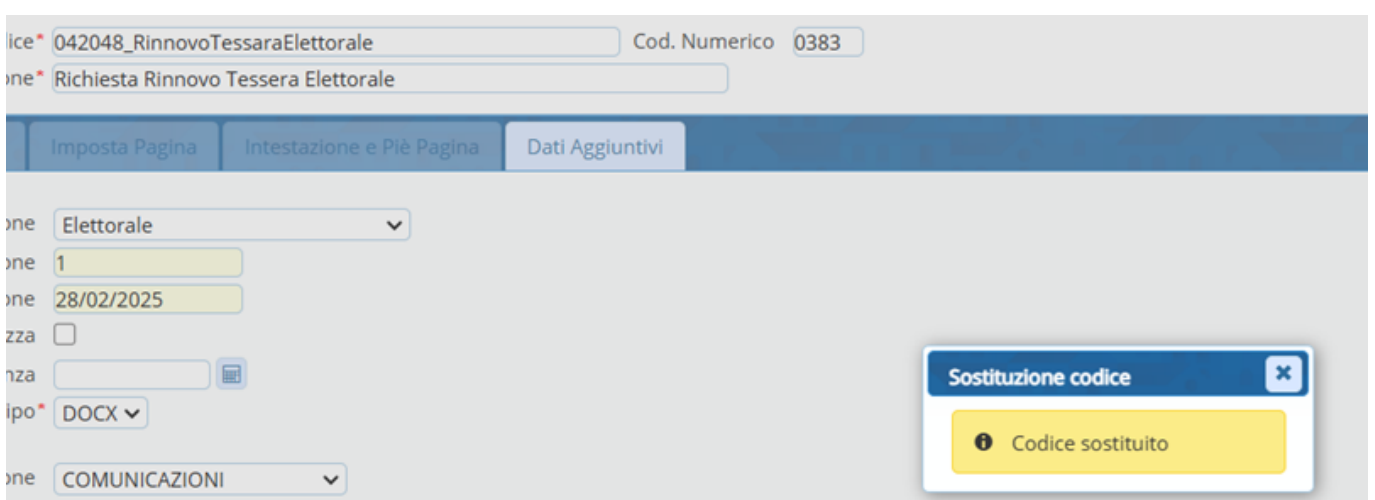 ice* 042048_RinnovoTessaraElettorale Cod. Numerico 0383
one* Richiesta Rinnovo Tessera Elettorale
Imposta Pagina Intestazione e Piè Pagina Dati Aggiuntivi
one Elettorale
one 1
one 28/02/2025
zza
nza
ipo* DOCX
one COMUNICAZIONI
Sostituzione codice
Codice sostituito